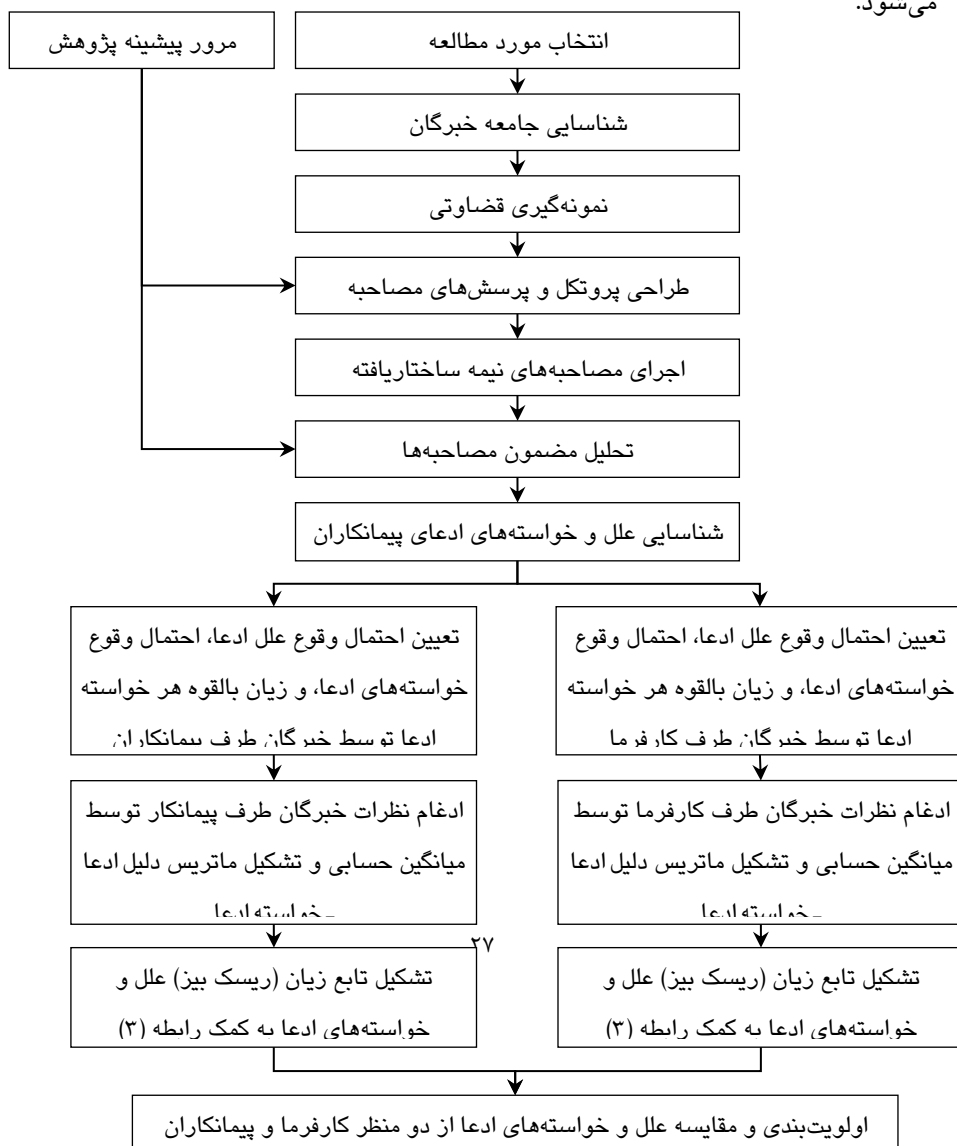 می‌شود.
انتخاب مورد مطالعه
مرور پیشینه پژوهش
شناسایی جامعه خبرگان
نمونه‌گیری قضاوتی
طراحی پروتکل و پرسش‌های مصاحبه
اجرای مصاحبه‌های نیمه ساختاریافته
تحلیل مضمون مصاحبه‌ها
شناسایی علل و خواسته‌های ادعای پیمانکاران
تعیین احتمال وقوع علل ادعا، احتمال وقوع
خواسته‌های ادعا، و زیان بالقوه هر خواسته
ادعا توسط خبرگان طرف کارفرما
تعیین احتمال وقوع علل ادعا، احتمال وقوع
خواسته‌های ادعا، و زیان بالقوه هر خواسته
ادعا توسط خبرگان طرف پیمانکاران
ادغام نظرات خبرگان طرف کارفرما توسط
میانگین حسابی و تشکیل ماتریس دلیل ادعا
-خواسته ادعا
ادغام نظرات خبرگان طرف پیمانکار توسط
میانگین حسابی و تشکیل ماتریس دلیل ادعا
-خواسته ادعا
۲۷
تشکیل تابع زیان (ریسک بیز) علل و
خواسته‌های ادعا به کمک رابطه (۳)
تشکیل تابع زیان (ریسک بیز) علل و
خواسته‌های ادعا به کمک رابطه (۳)
اولویت‌بندی و مقایسه علل و خواسته‌های ادعا از دو منظر کارفرما و پیمانکاران